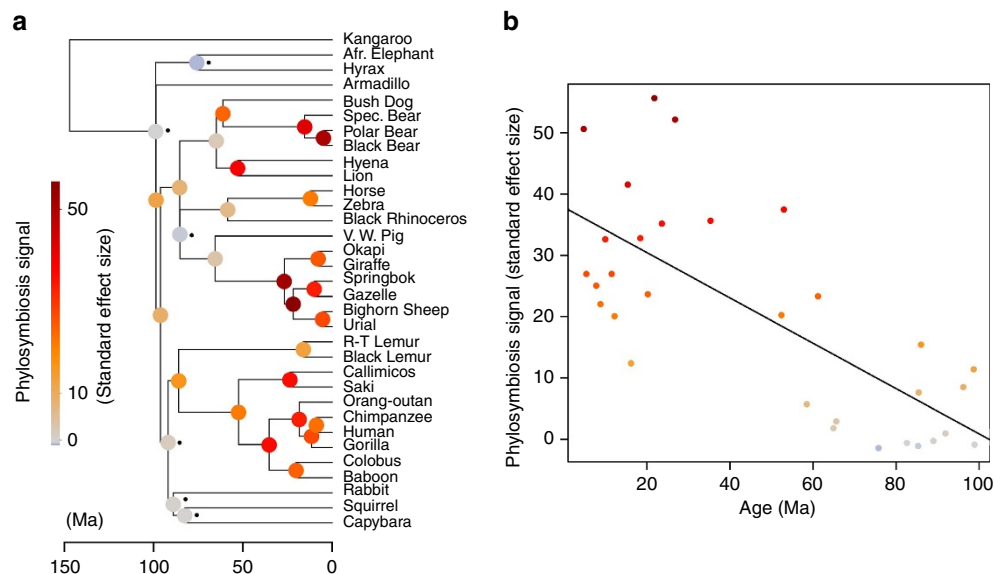 a
Kangaroo
Afr. Elephant
Hyrax
Armadillo
Bush Dog
Spec. Bear
Polar Bear
Black Bear
Hyena
Lion
Horse
Zebra
Black Rhinoceros
V. W. Pig
Okapi
Giraffe
Springbok
Gazelle
Bighorn Sheep
Urial
R-T Lemur
Black Lemur
Callimicos
Saki
Orang-outan
Chimpanzee
Human
Gorilla
Colobus
Baboon
Rabbit
Squirrel
Capybara
Phylosymbiosis signal
(Standard effect size)
50
10
0
(Ma)
150 100 50 0
b
Phylosymbiosis signal (standard effect size)
50
40
30
20
10
0
20 40 60 80 100
Age (Ma)